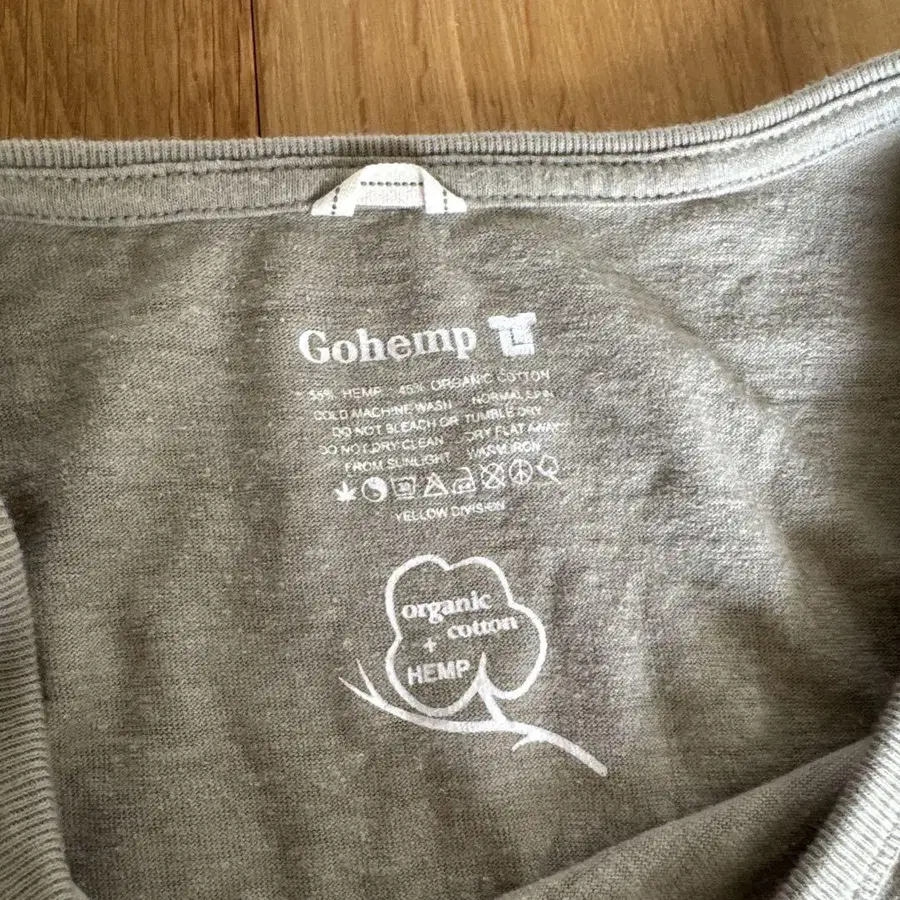 Gohemp L
55% HEMP 45% ORGANIC COTTON
COLD MACHINE WASH NORMAL SPIN
DO NOT BLEACH OR TUMBLE DRY
DO NOT DRY CLEAN DRY FLAT AWAY
FROM SUNLIGHT WARM IRON
YELLOW DIVISION
organic
cotton
+
HEMP